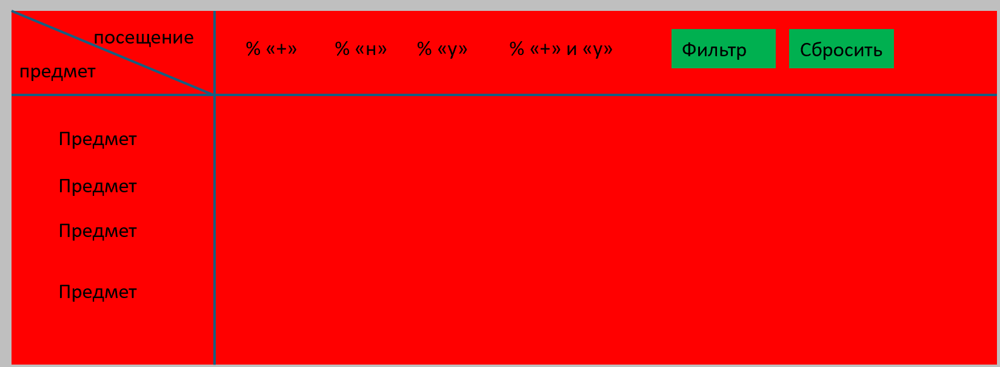 посещение
предмет
% «+» % «н» % «у» % «+» и «у» Фильтр Сбросить
Предмет
Предмет
Предмет
Предмет